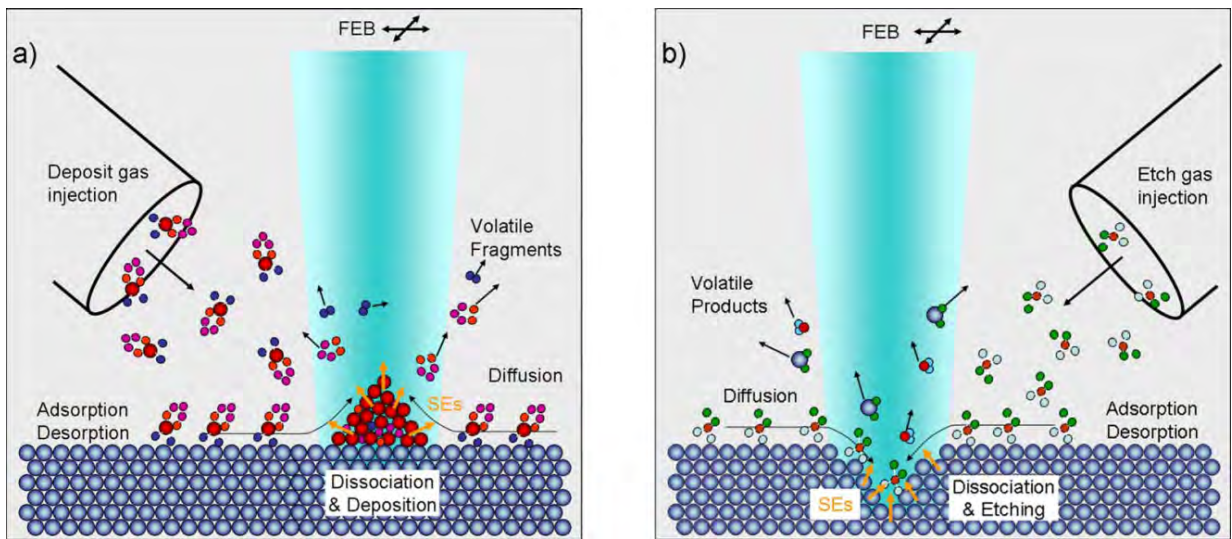 a)
FEB
Deposit gas
injection
Volatile
Fragments
Diffusion
SEs
Adsorption
Desorption
Dissociation
& Deposition
b)
FEB
Etch gas
injection
Volatile
Products
Diffusion
Adsorption
Desorption
SEs
Dissociation
& Etching